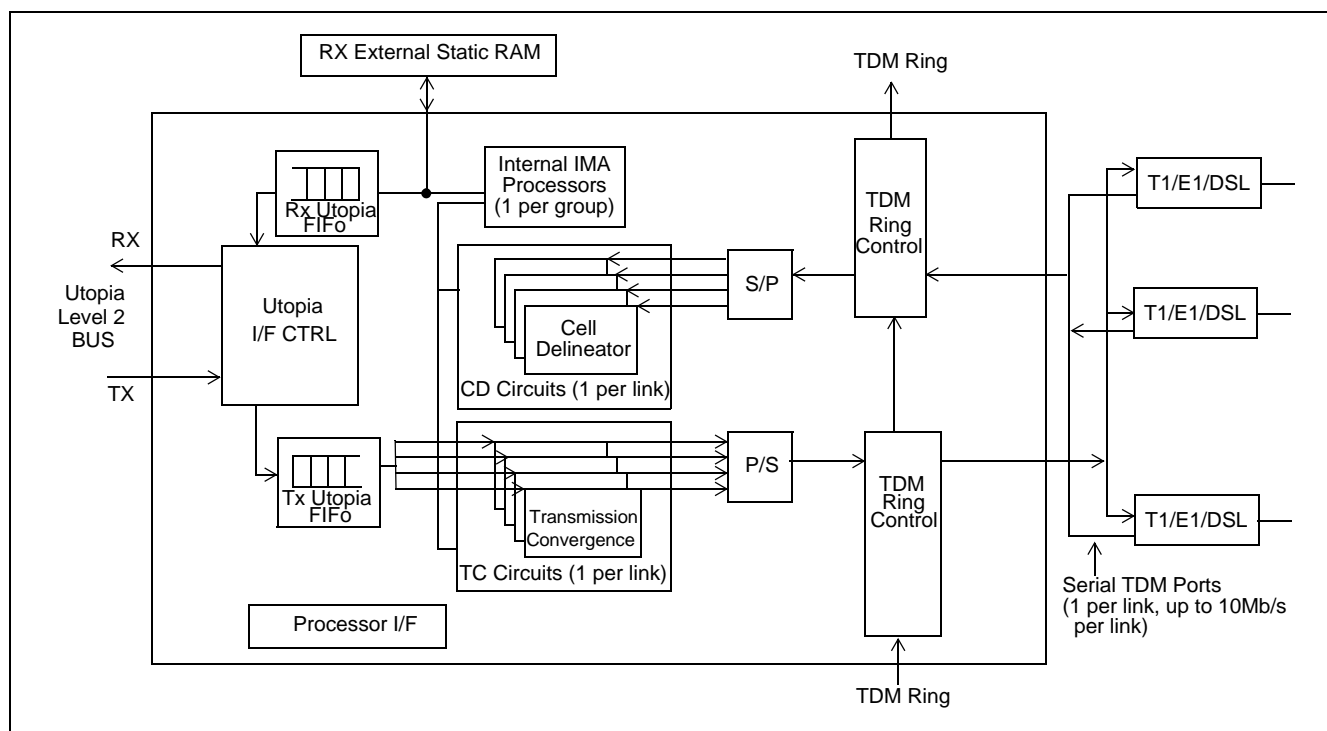 RX External Static RAM
TDM Ring
Internal IMA
Processors
(1 per group)
Rx Utopia
FIFo
TDM
Ring
Control
T1/E1/DSL
RX
Utopia
Level 2
BUS
TX
Utopia
I/F CTRL
S/P
Cell
Delineator
CD Circuits (1 per link)
T1/E1/DSL
Tx Utopia
FIFo
P/S
TDM
Ring
Control
Transmission
Convergence
TC Circuits (1 per link)
T1/E1/DSL
Serial TDM Ports
(1 per link, up to 10Mb/s
per link)
Processor I/F
TDM Ring